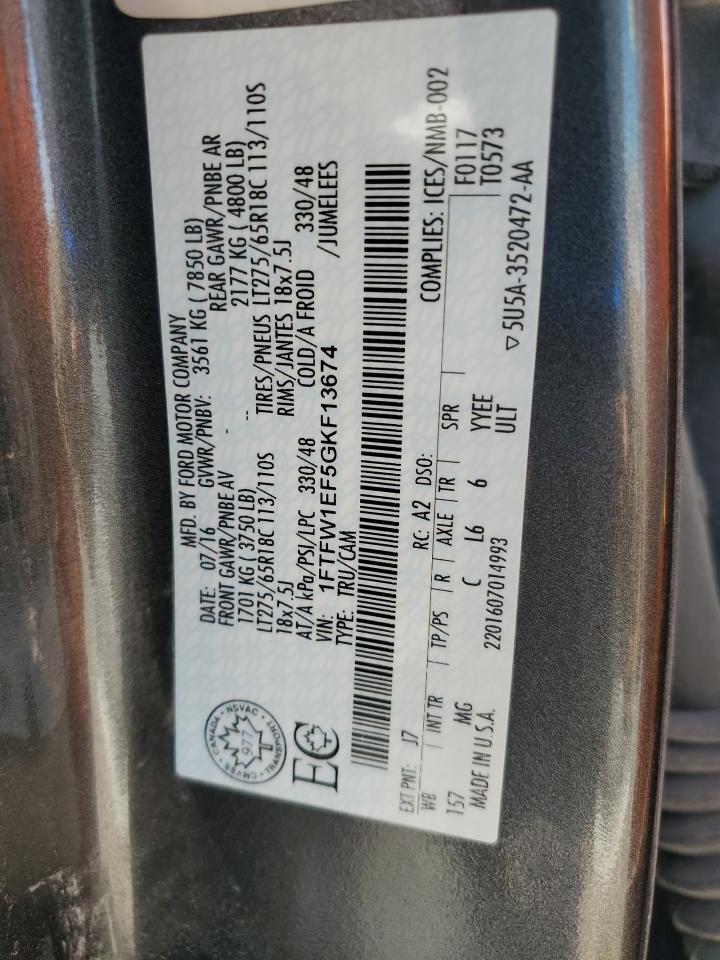 MFD. BY FORD MOTOR COMPANY
DATE: 07/16 GVWR/PNBV: 3561 KG ( 7850 LB)
FRONT GAWR/PNBE AV REAR GAWR/PNBE AR
1701 KG ( 3750 LB) 2177 KG ( 4800 LB)
LT275/65R18C 113/110S TIRES/PNEUS LT275/65R18C 113/110S
18x7.5J RIMS/JANTES 18x7.5J
AT/A kPa/PSI/LPC 330/48 COLD/A FROID 330/48
VIN: 1FTFW1EF5GKF13674 /JUMELEES
TYPE: TRU/CAM
CANADA • NSVAC • TRANSPORT • CMVSS
977
EC
COMPLIES: ICES/NMB-002
EXT PNT: J7 RC: A2 DSO: F0117
T0573
WB INT TR TP/PS R AXLE TR SPR
157 MG C L6 6 YYEE
ULT
MADE IN U.S.A. 2201607014993
▽5U5A-3520472-AA